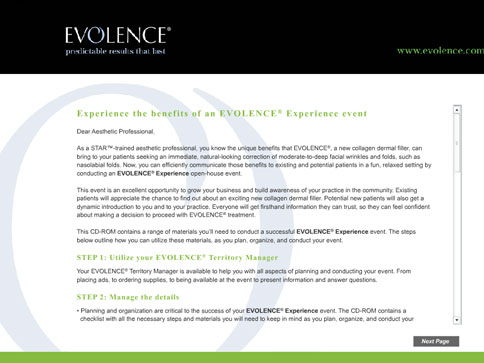 EVOLENCE®
predictable results that last
www.evolence.com
Experience the benefits of an EVOLENCE® Experience event
Dear Aesthetic Professional,
As a STAR™-trained aesthetic professional, you know the unique benefits that EVOLENCE®, a new collagen dermal filler, can
bring to your patients seeking an immediate, natural-looking correction of moderate-to-deep facial wrinkles and folds, such as
nasolabial folds. Now, you can efficiently communicate those benefits to existing and potential patients in a fun, relaxed setting by
conducting an EVOLENCE® Experience open-house event.
This event is an excellent opportunity to grow your business and build awareness of your practice in the community. Existing
patients will appreciate the chance to find out about an exciting new collagen dermal filler. Potential new patients will also get a
dynamic introduction to you and to your practice. Everyone will get firsthand information they can trust, so they can feel confident
about making a decision to proceed with EVOLENCE® treatment.
This CD-ROM contains a range of materials you'll need to conduct a successful EVOLENCE® Experience event. The steps
below outline how you can utilize these materials, as you plan, organize, and conduct your event.
STEP 1: Utilize your EVOLENCE® Territory Manager
Your EVOLENCE® Territory Manager is available to help you with all aspects of planning and conducting your event. From
placing ads, to ordering supplies, to being available at the event to present information and answer questions.
STEP 2: Manage the details
• Planning and organization are critical to the success of your EVOLENCE® Experience event. The CD-ROM contains a
checklist with all the necessary steps and materials you will need to keep in mind as you plan, organize, and conduct your
Next Page